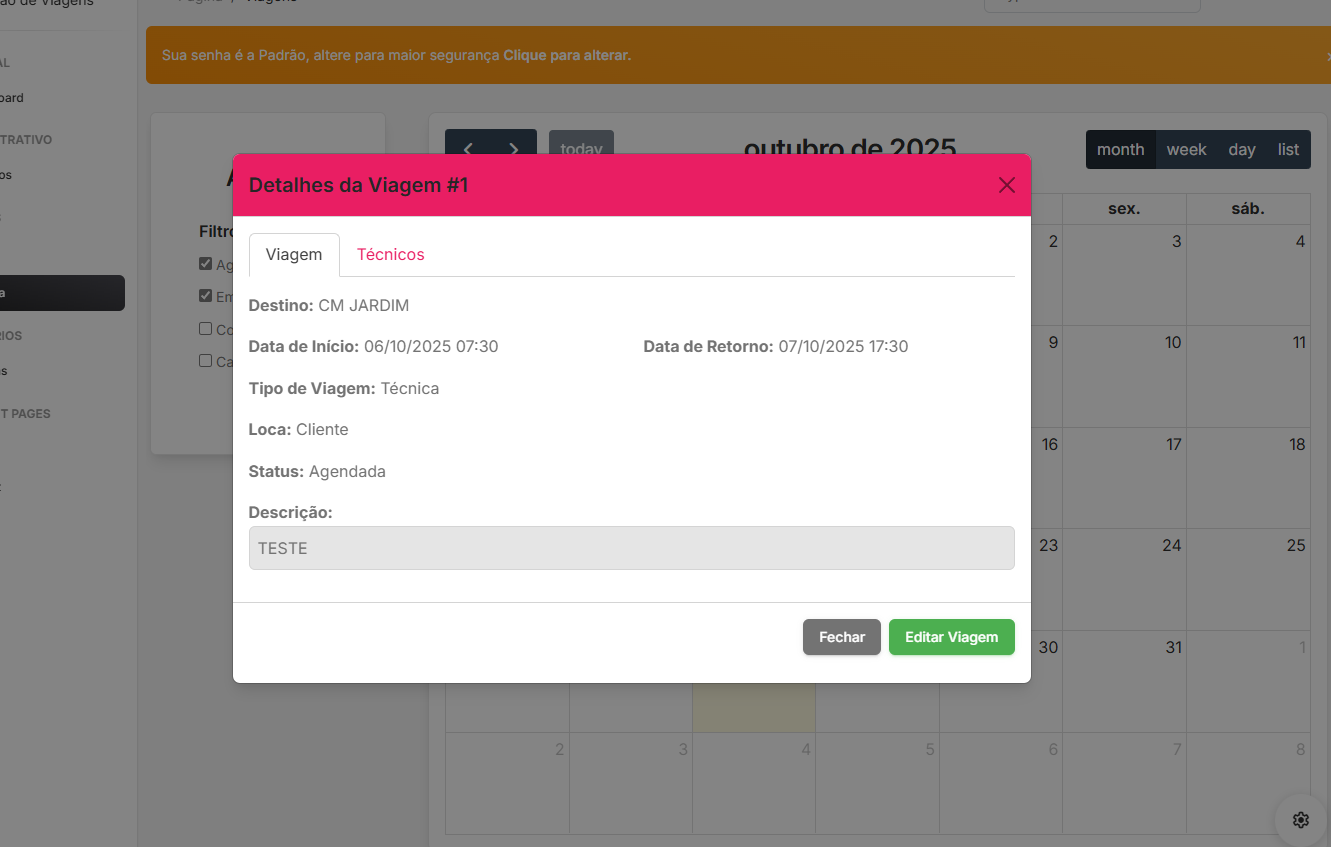 ão de Viagens
AL
oard
TRATIVO
os
a
RIOS
as
T PAGES
Sua senha é a Padrão, altere para maior segurança Clique para alterar.
today
outubro de 2025
month week day list
Filtro
Ag
Em
Co
Ca
sex. sáb.
2 3 4
9 10 11
16 17 18
23 24 25
30 31 1
2 3 4 5 6 7 8
Detalhes da Viagem #1
Viagem Técnicos
Destino: CM JARDIM
Data de Início: 06/10/2025 07:30 Data de Retorno: 07/10/2025 17:30
Tipo de Viagem: Técnica
Loca: Cliente
Status: Agendada
Descrição:
TESTE
Fechar Editar Viagem